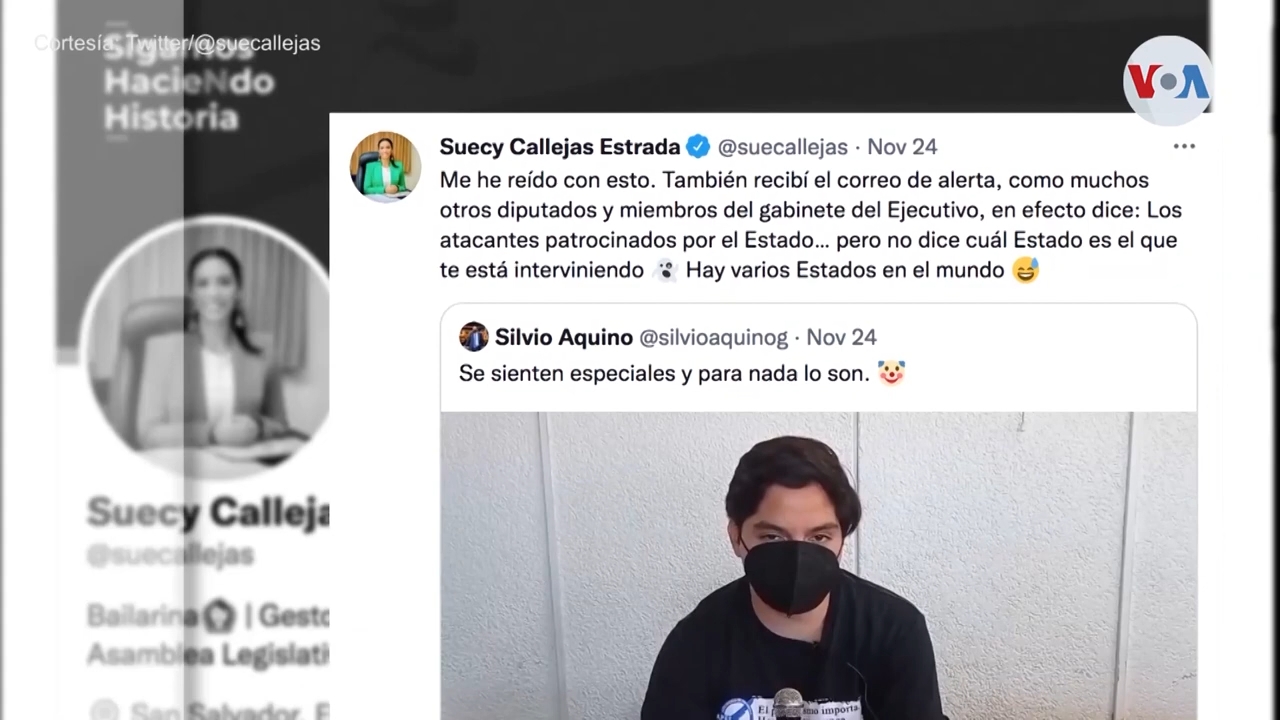 Cortesía: Twitter/@suecallejas
Sigamos
HacieNdo
Historia
VOA
Suecy Callejas Estrada @suecallejas · Nov 24
Me he reído con esto. También recibí el correo de alerta, como muchos
otros diputados y miembros del gabinete del Ejecutivo, en efecto dice: Los
atacantes patrocinados por el Estado... pero no dice cuál Estado es el que
te está interviniendo 👻 Hay varios Estados en el mundo 😅
Silvio Aquino @silvioaquinog · Nov 24
Se sienten especiales y para nada lo son. 🤡
Suecy Calleja
@suecallejas
Bailarina | Gesto
Asamblea Legislati
San Salvador, E
El importa.